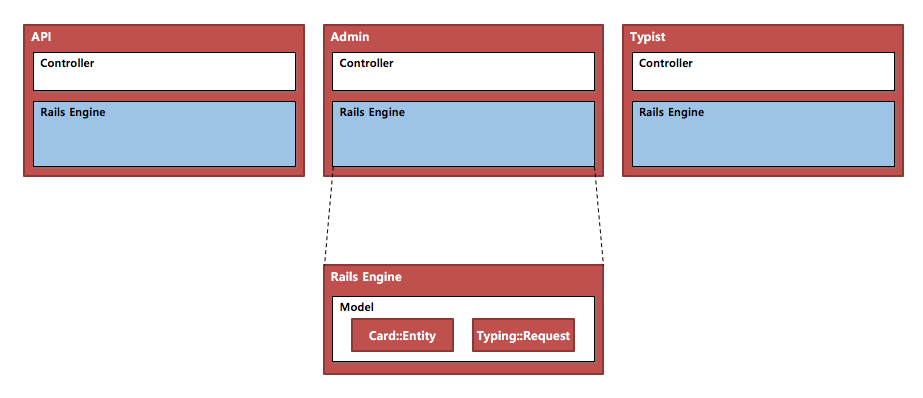 API
Admin
Typist
Controller
Controller
Controller
Rails Engine
Rails Engine
Rails Engine
Rails Engine
Model
Card::Entity
Typing::Request